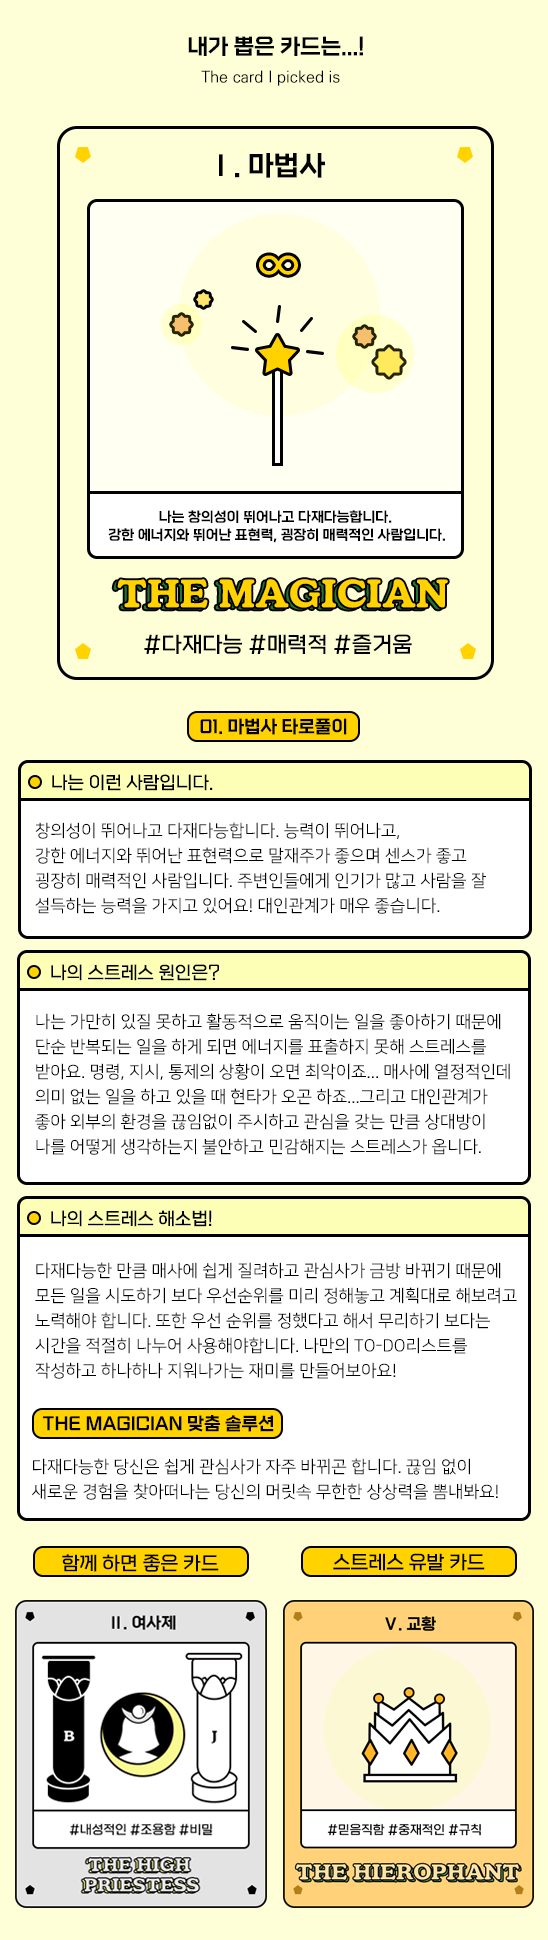 내가 뽑은 카드는...!
The card I picked is
I . 마법사
나는 창의성이 뛰어나고 다재다능합니다.
강한 에너지와 뛰어난 표현력, 굉장히 매력적인 사람입니다.
THE MAGICIAN
#다재다능 #매력적 #즐거움
01. 마법사 타로풀이
나는 이런 사람입니다.
창의성이 뛰어나고 다재다능합니다. 능력이 뛰어나고,
강한 에너지와 뛰어난 표현력으로 말재주가 좋으며 센스가 좋고
굉장히 매력적인 사람입니다. 주변인들에게 인기가 많고 사람을 잘
설득하는 능력을 가지고 있어요! 대인관계가 매우 좋습니다.
나의 스트레스 원인은?
나는 가만히 있질 못하고 활동적으로 움직이는 일을 좋아하기 때문에
단순 반복되는 일을 하게 되면 에너지를 표출하지 못해 스트레스를
받아요. 명령, 지시, 통제의 상황이 오면 최악이죠... 매사에 열정적인데
의미 없는 일을 하고 있을 때 현타가 오곤 하죠...그리고 대인관계가
좋아 외부의 환경을 끊임없이 주시하고 관심을 갖는 만큼 상대방이
나를 어떻게 생각하는지 불안하고 민감해지는 스트레스가 옵니다.
나의 스트레스 해소법!
다재다능한 만큼 매사에 쉽게 질려하고 관심사가 금방 바뀌기 때문에
모든 일을 시도하기 보다 우선순위를 미리 정해놓고 계획대로 해보려고
노력해야 합니다. 또한 우선 순위를 정했다고 해서 무리하기 보다는
시간을 적절히 나누어 사용해야합니다. 나만의 TO-DO리스트를
작성하고 하나하나 지워나가는 재미를 만들어보아요!
THE MAGICIAN 맞춤 솔루션
다재다능한 당신은 쉽게 관심사가 자주 바뀌곤 합니다. 끊임 없이
새로운 경험을 찾아떠나는 당신의 머릿속 무한한 상상력을 뽐내봐요!
함께 하면 좋은 카드
스트레스 유발 카드
II . 여사제
B
J
#내성적인 #조용함 #비밀
THE HIGH
PRIESTESS
V . 교황
#믿음직함 #중재적인 #규칙
THE HIEROPHANT